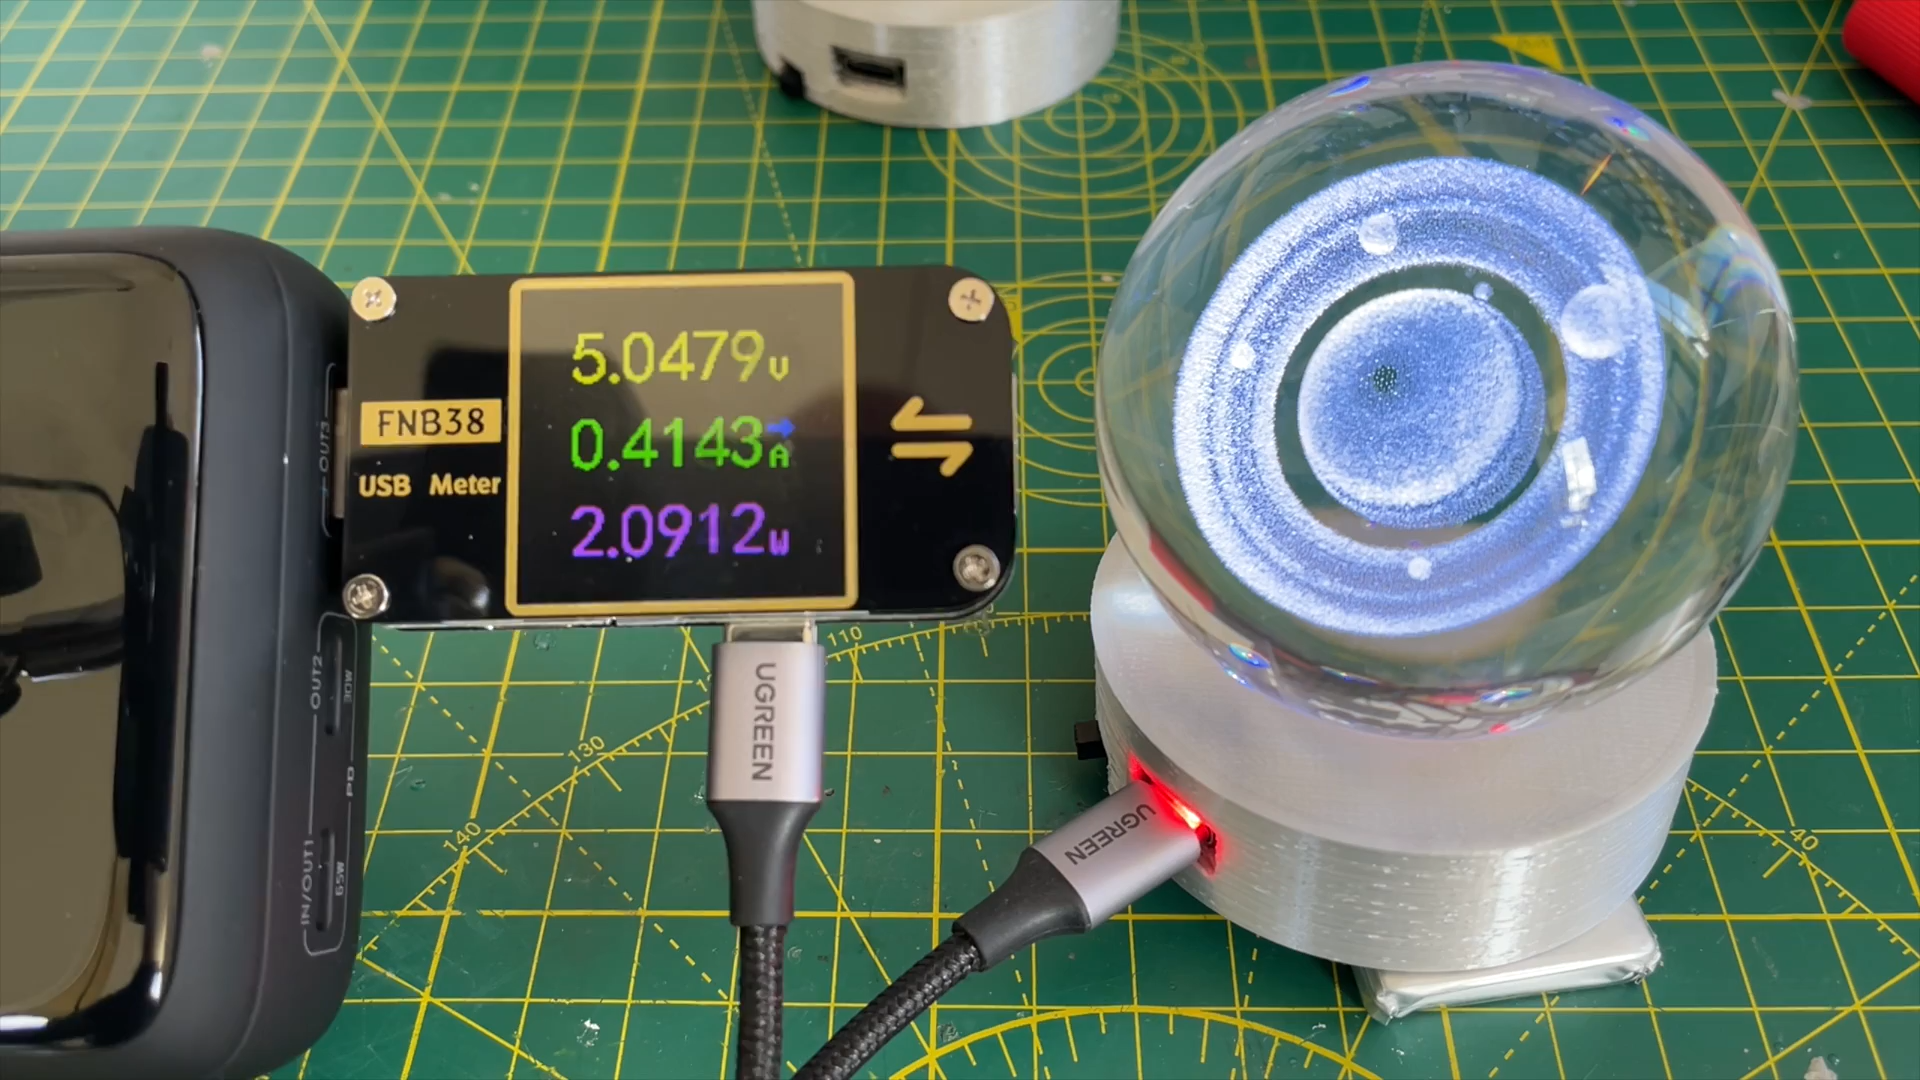 5.0479V
0.4143A
2.0912W
FNB38
USB Meter
OUT3
OUT2
30W
PD
IN/OUT1
65W
UGREEN
UGREEN
110
130
140
40